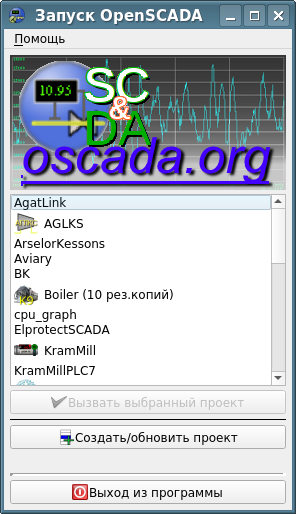 Запуск OpenSCADA
Помощь
10.95
SC
&
DA
oscada.org
AgatLink
AGLKS
ArselorKessons
Aviary
BK
Boiler (10 рез.копий)
cpu_graph
ElprotectSCADA
KramMill
KramMillPLC7
Вызвать выбранный проект
Создать/обновить проект
Выход из программы